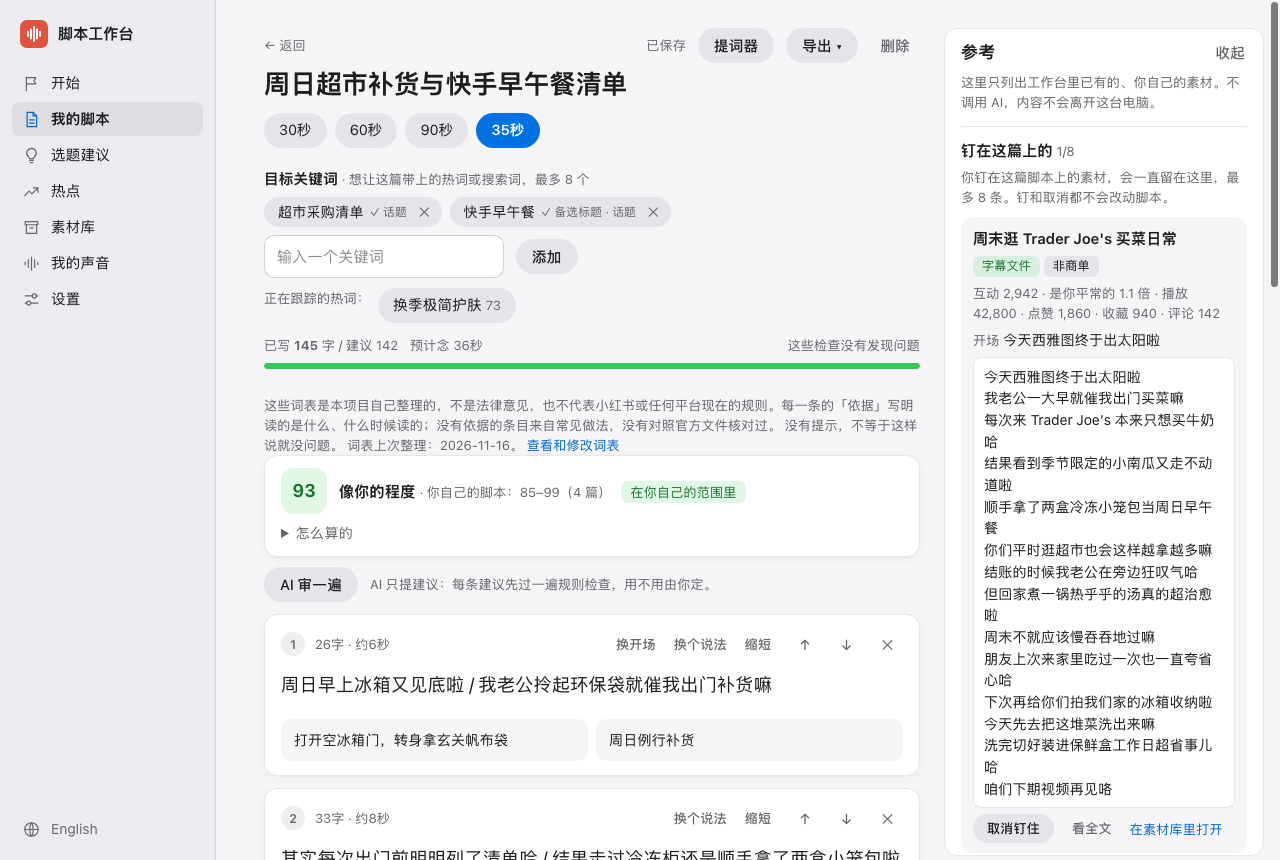 脚本工作台
开始
我的脚本
选题建议
热点
素材库
我的声音
设置
English
← 返回
已保存
提词器
导出 ▾
删除
周日超市补货与快手早午餐清单
30秒
60秒
90秒
35秒
目标关键词 · 想让这篇带上的热词或搜索词，最多 8 个
超市采购清单 ✓ 话题 ×
快手早午餐 ✓ 备选标题 · 话题 ×
输入一个关键词
添加
正在跟踪的热词：
换季极简护肤 73
已写 145 字 / 建议 142 预计念 36秒
这些检查没有发现问题
这些词表是本项目自己整理的，不是法律意见，也不代表小红书或任何平台现在的规则。每一条的「依据」写明
读的是什么、什么时候读的；没有依据的条目来自常见做法，没有对照官方文件核对过。 没有提示，不等于这样
说就没问题。 词表上次整理：2026-11-16。 查看和修改词表
93
像你的程度 · 你自己的脚本：85–99（4 篇）
在你自己的范围里
▶ 怎么算的
AI 审一遍
AI 只提建议：每条建议先过一遍规则检查，用不用由你定。
1
26字 · 约6秒
换开场
换个说法
缩短
↑
↓
×
周日早上冰箱又见底啦 / 我老公拎起环保袋就催我出门补货嘛
打开空冰箱门，转身拿玄关帆布袋
周日例行补货
2
33字 · 约8秒
换个说法
缩短
↑
↓
×
其实每次出门前明明列了清单哈 / 结果走过冷冻柜还是顺手拿了两盒小笼包啦
参考
收起
这里只列出工作台里已有的、你自己的素材。不
调用 AI，内容不会离开这台电脑。
钉在这篇上的 1/8
你钉在这篇脚本上的素材，会一直留在这里，最
多 8 条。钉和取消都不会改动脚本。
周末逛 Trader Joe's 买菜日常
字幕文件
非商单
互动 2,942 · 是你平常的 1.1 倍 · 播放
42,800 · 点赞 1,860 · 收藏 940 · 评论 142
开场 今天西雅图终于出太阳啦
今天西雅图终于出太阳啦
我老公一大早就催我出门买菜嘛
每次来 Trader Joe's 本来只想买牛奶
哈
结果看到季节限定的小南瓜又走不动
道啦
顺手拿了两盒冷冻小笼包当周日早午
餐
你们平时逛超市也会这样越拿越多嘛
结账的时候我老公在旁边狂叹气哈
但回家煮一锅热乎乎的汤真的超治愈
啦
周末不就应该慢吞吞地过嘛
朋友上次来家里吃过一次也一直夸省
心哈
下次再给你们拍我们家的冰箱收纳啦
今天先去把这堆菜洗出来嘛
洗完切好装进保鲜盒工作日超省事儿
哈
咱们下期视频再见咯
取消钉住
看全文
在素材库里打开